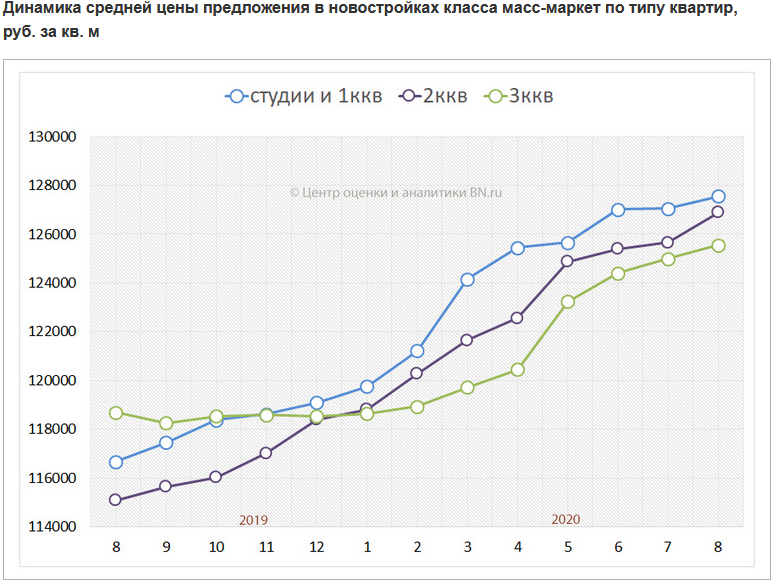 Динамика средней цены предложения в новостройках класса масс-маркет по типу квартир,
руб. за кв. м
студии и 1ккв 2ккв 3ккв
130000
© Центр оценки и аналитики BN.ru
128000
126000
124000
122000
120000
118000
116000
114000
2019 2020
8 9 10 11 12 1 2 3 4 5 6 7 8